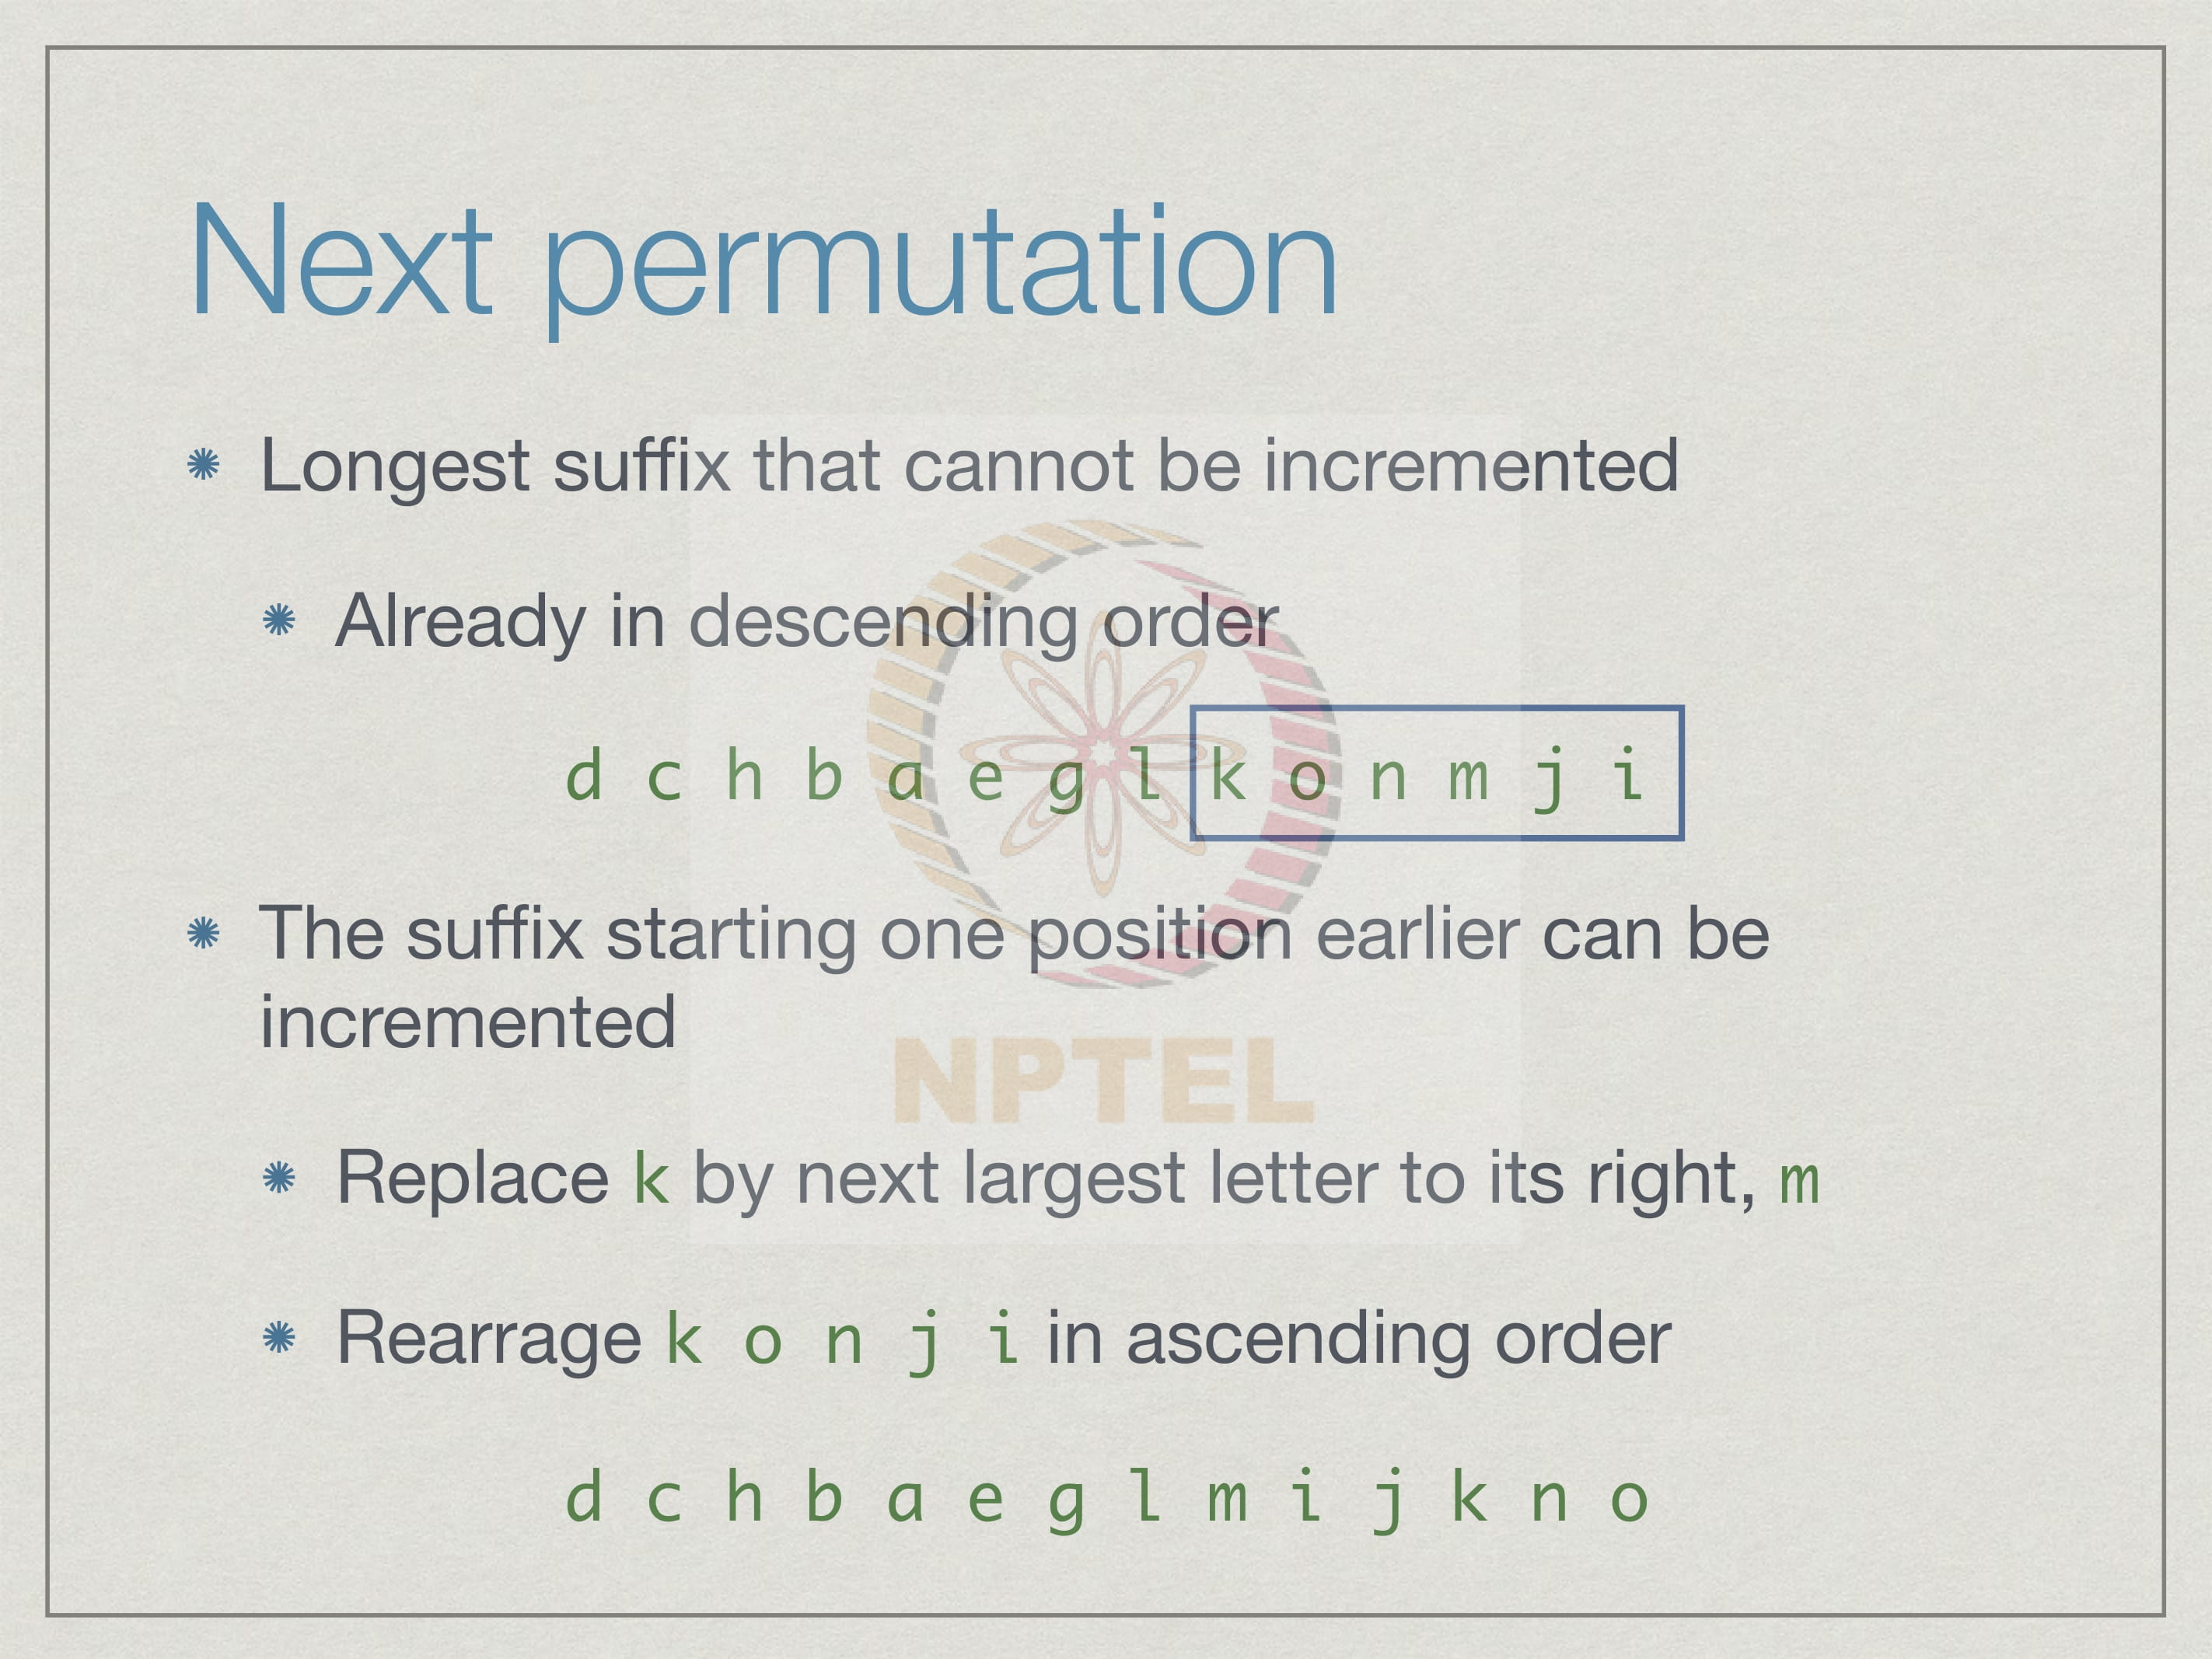 Next permutation
Longest suffix that cannot be incremented
Already in descending order
d c h b a e g l k o n m j i
The suffix starting one position earlier can be
incremented
NPTEL
Replace k by next largest letter to its right, m
Rearrage k o n j i in ascending order
d c h b a e g l m i j k n o